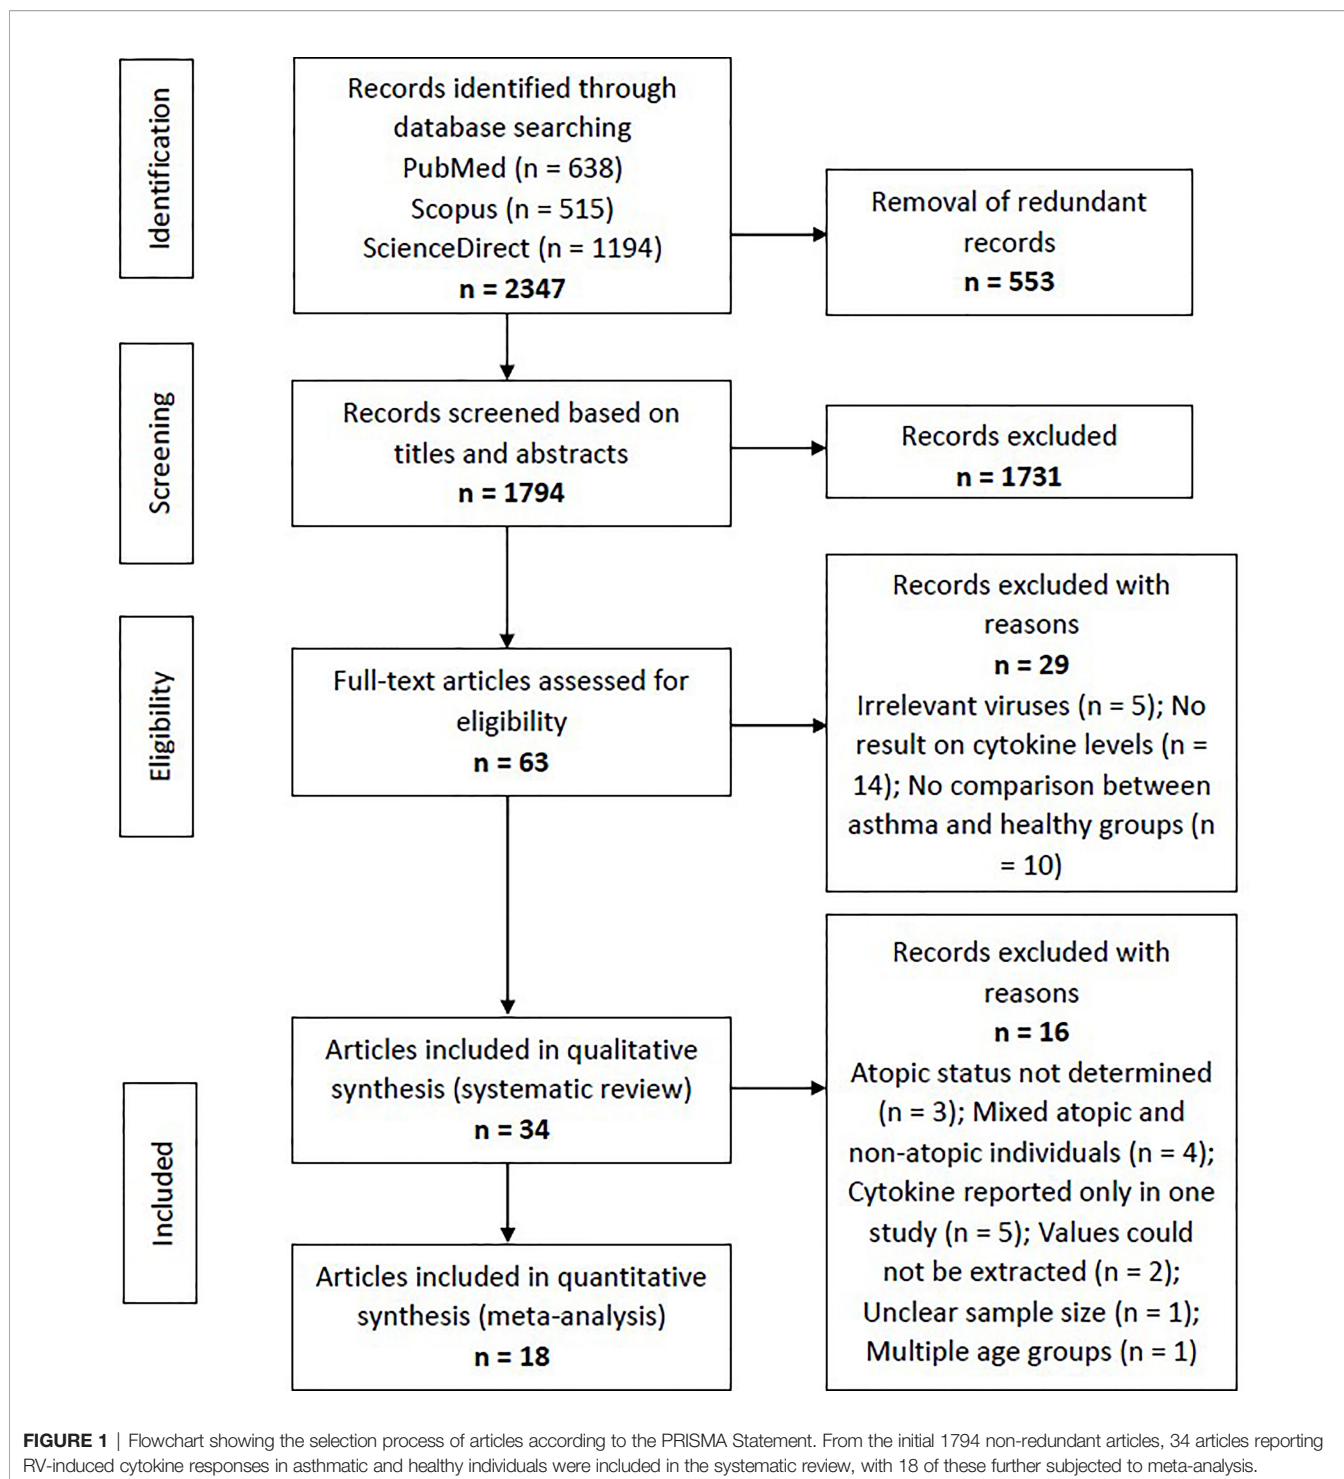 Identification
Records identified through
database searching
PubMed (n = 638)
Scopus (n = 515)
ScienceDirect (n = 1194)
n = 2347
Removal of redundant
records
n = 553
Screening
Records screened based on
titles and abstracts
n = 1794
Records excluded
n = 1731
Eligibility
Full-text articles assessed for
eligibility
n = 63
Records excluded with
reasons
n = 29
Irrelevant viruses (n = 5); No
result on cytokine levels (n =
14); No comparison between
asthma and healthy groups (n
= 10)
Included
Articles included in qualitative
synthesis (systematic review)
n = 34
Records excluded with
reasons
n = 16
Atopic status not determined
(n = 3); Mixed atopic and
non-atopic individuals (n = 4);
Cytokine reported only in one
study (n = 5); Values could
not be extracted (n = 2);
Unclear sample size (n = 1);
Multiple age groups (n = 1)
Articles included in quantitative
synthesis (meta-analysis)
n = 18
FIGURE 1 | Flowchart showing the selection process of articles according to the PRISMA Statement. From the initial 1794 non-redundant articles, 34 articles reporting
RV-induced cytokine responses in asthmatic and healthy individuals were included in the systematic review, with 18 of these further subjected to meta-analysis.